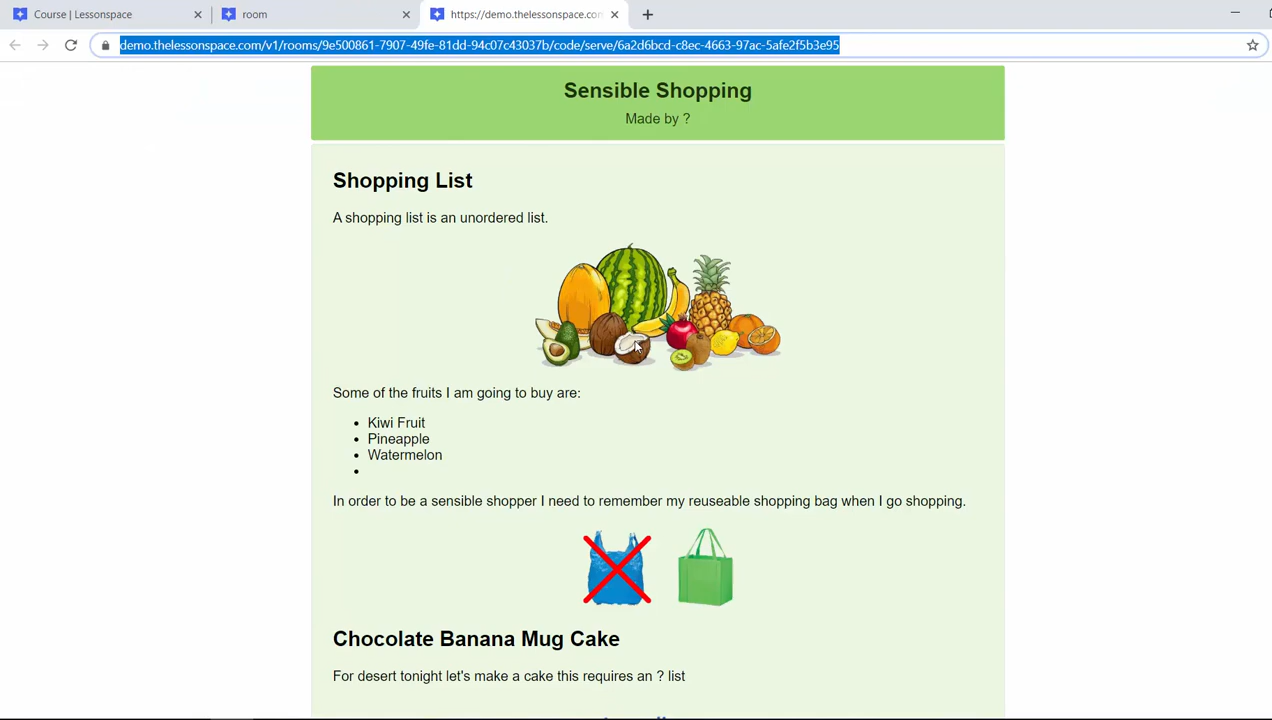 Course | Lessonspace
room
https://demo.thelessonspace.con
demo.thelessonspace.com/v1/rooms/9e500861-7907-49fe-81dd-94c07c43037b/code/serve/6a2d6bcd-c8ec-4663-97ac-5afe2f5b3e95
Sensible Shopping
Made by ?
Shopping List
A shopping list is an unordered list.
Some of the fruits I am going to buy are:
• Kiwi Fruit
• Pineapple
• Watermelon
•
In order to be a sensible shopper I need to remember my reuseable shopping bag when I go shopping.
Chocolate Banana Mug Cake
For desert tonight let's make a cake this requires an ? list